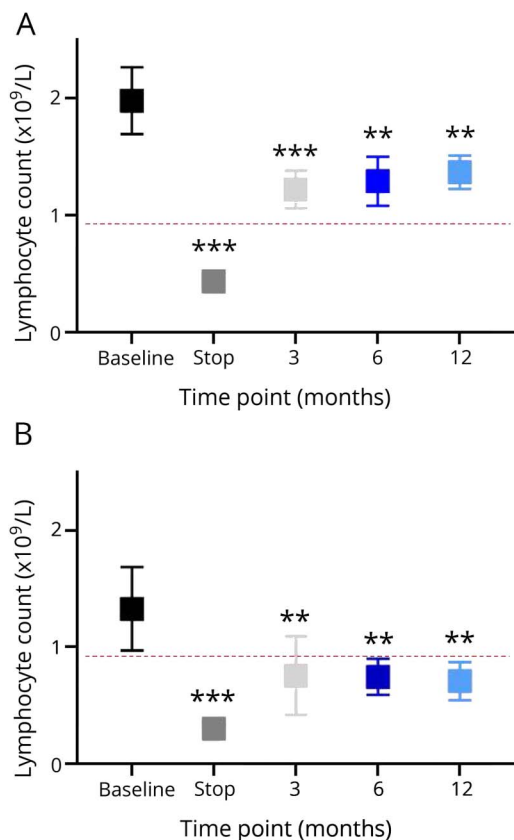 A
Lymphocyte count (x10⁹/L)
2
1
0
***
***
**
**
Baseline
Stop
3
6
12
Time point (months)
B
Lymphocyte count (x10⁹/L)
2
1
0
***
**
**
**
Baseline
Stop
3
6
12
Time point (months)